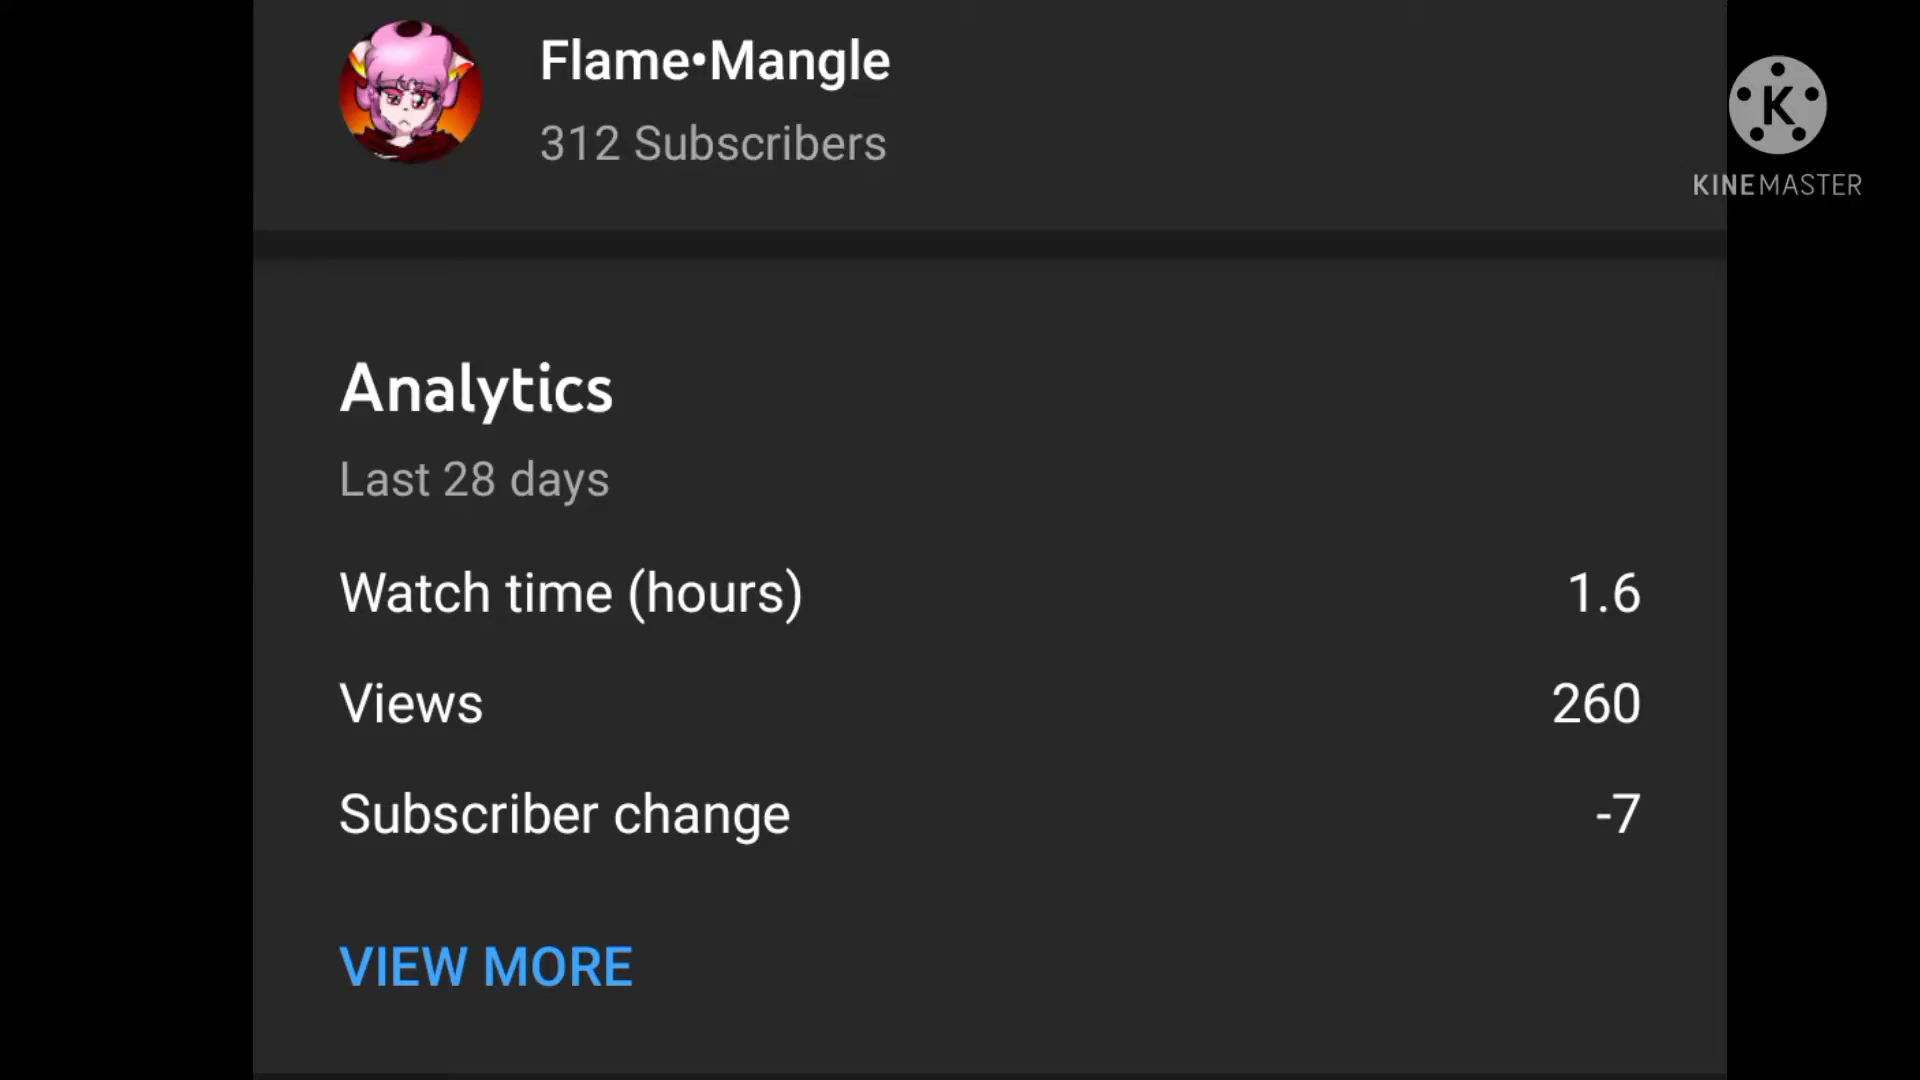 Flame•Mangle
312 Subscribers
K
KINEMASTER
Analytics
Last 28 days
Watch time (hours) 1.6
Views 260
Subscriber change -7
VIEW MORE